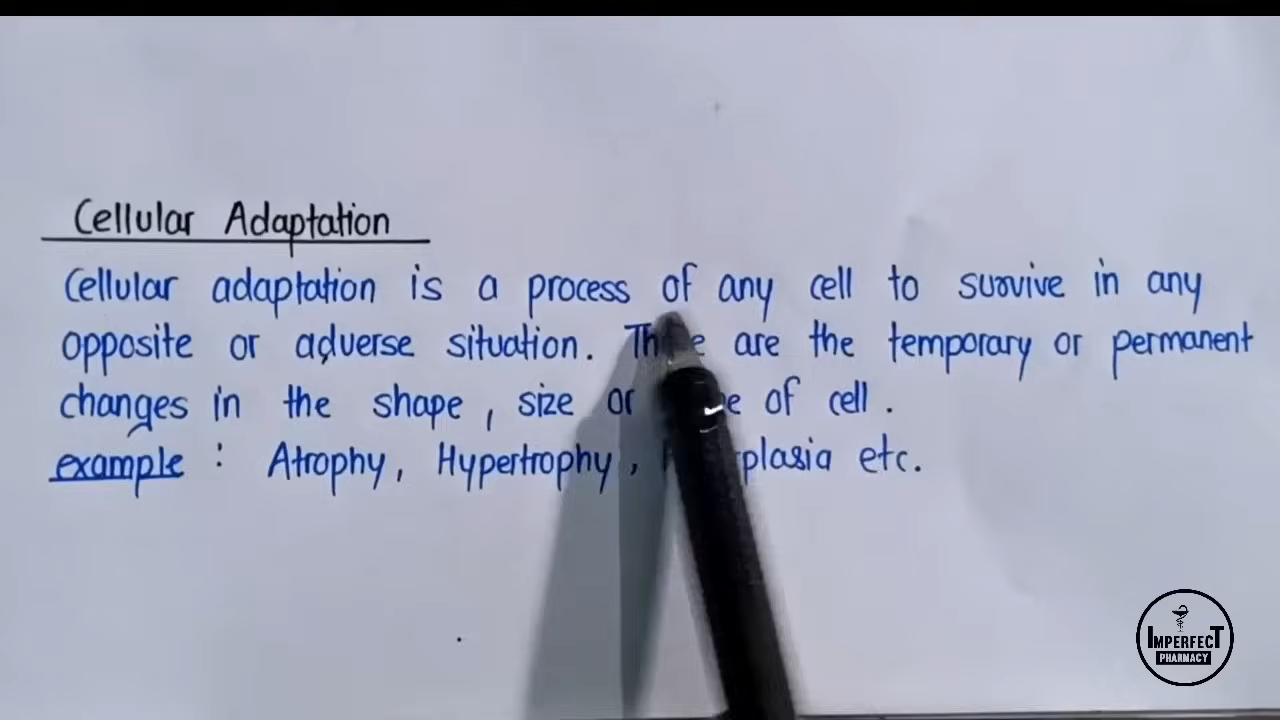 Cellular Adaptation
Cellular adaptation is a process of any cell to survive in any
opposite or adverse situation. are the temporary or permanent
changes in the shape, size or of cell.
example : Atrophy, Hypertrophy, etc.
IMPERFECT
PHARMACY